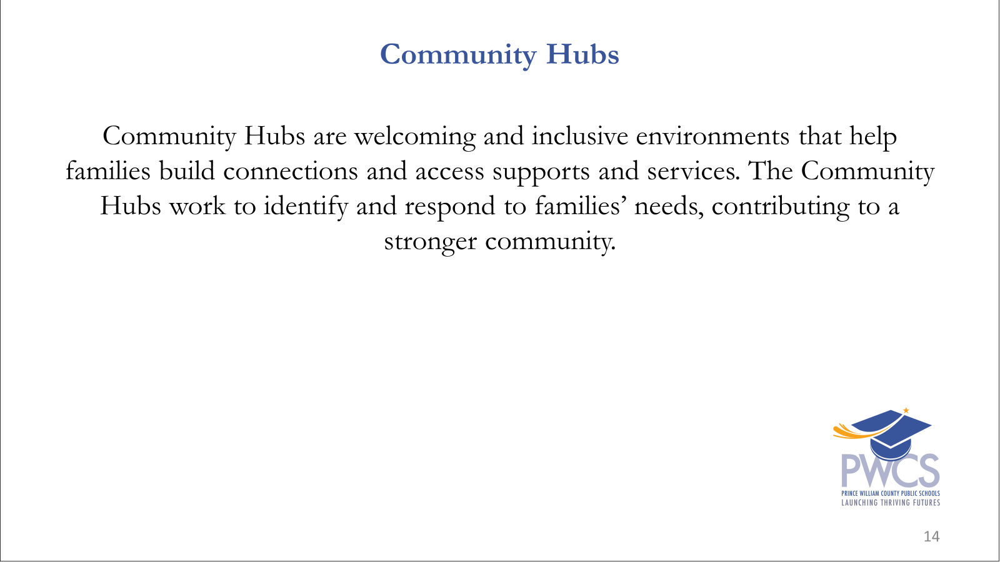 Community Hubs
Community Hubs are welcoming and inclusive environments that help
families build connections and access supports and services. The Community
Hubs work to identify and respond to families’ needs, contributing to a
stronger community.
PWCS
PRINCE WILLIAM COUNTY PUBLIC SCHOOLS
LAUNCHING THRIVING FUTURES
14